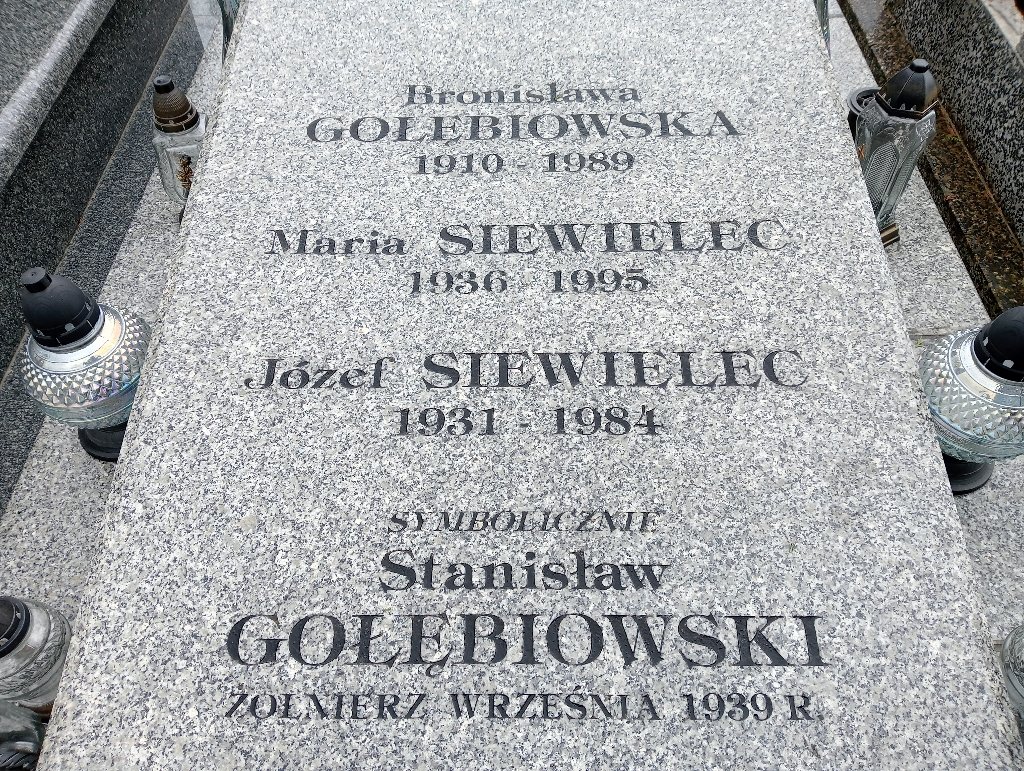 Bronisława
GOŁĘBIOWSKA
1910 - 1989
Maria SIEWIELEC
1936 - 1995
Józef SIEWIELEC
1931 - 1984
SYMBOLICZNIE
Stanisław
GOŁĘBIOWSKI
ŻOŁNIERZ WRZEŚNIA 1939 R.